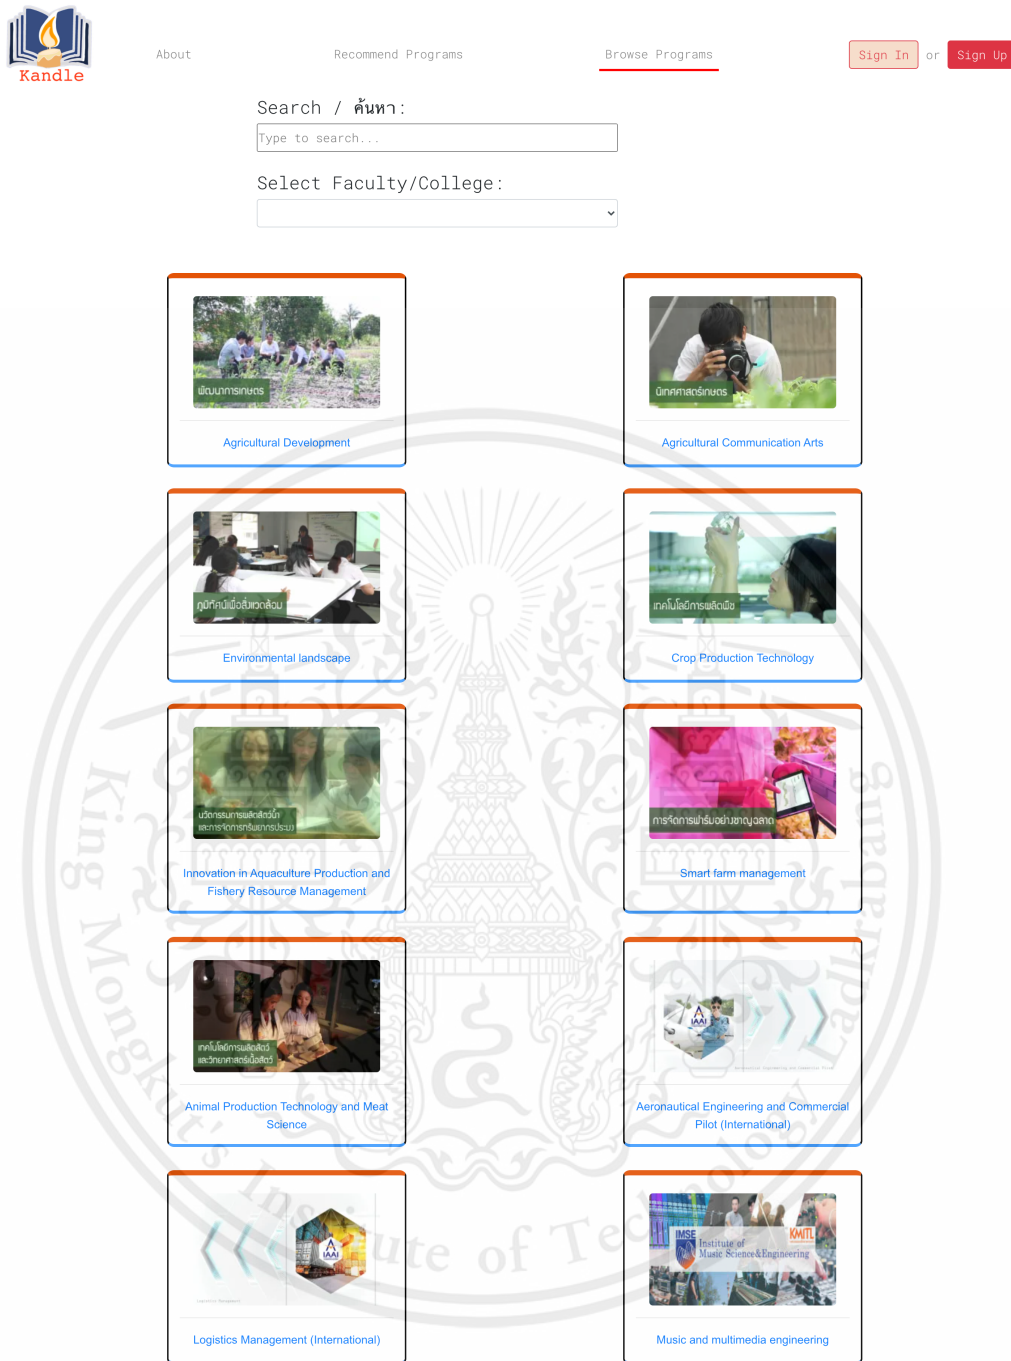 Kandle
About
Recommend Programs
Browse Programs
Sign In or Sign Up
Search / ค้นหา:
Type to search...
Select Faculty/College:
พัฒนาการเกษตร
Agricultural Development
นิเทศศาสตร์เกษตร
Agricultural Communication Arts
ภูมิทัศน์เพื่อสิ่งแวดล้อม
Environmental landscape
เทคโนโลยีการผลิตพืช
Crop Production Technology
นวัตกรรมการผลิตสัตว์น้ำ
และการจัดการทรัพยากรประมง
Innovation in Aquaculture Production and
Fishery Resource Management
การจัดการฟาร์มอย่างชาญฉลาด
Smart farm management
เทคโนโลยีการผลิตสัตว์
และวิทยาศาสตร์เนื้อสัตว์
Animal Production Technology and Meat
Science
IAAI
Aeronautical Engineering and Commercial
Pilot (International)
IAAI
Logistics Management
Logistics Management (International)
IMSE
Institute of
Music Science&Engineering
KMITL
Music and multimedia engineering
King Mongkut's Institute of Technology Ladkrabang